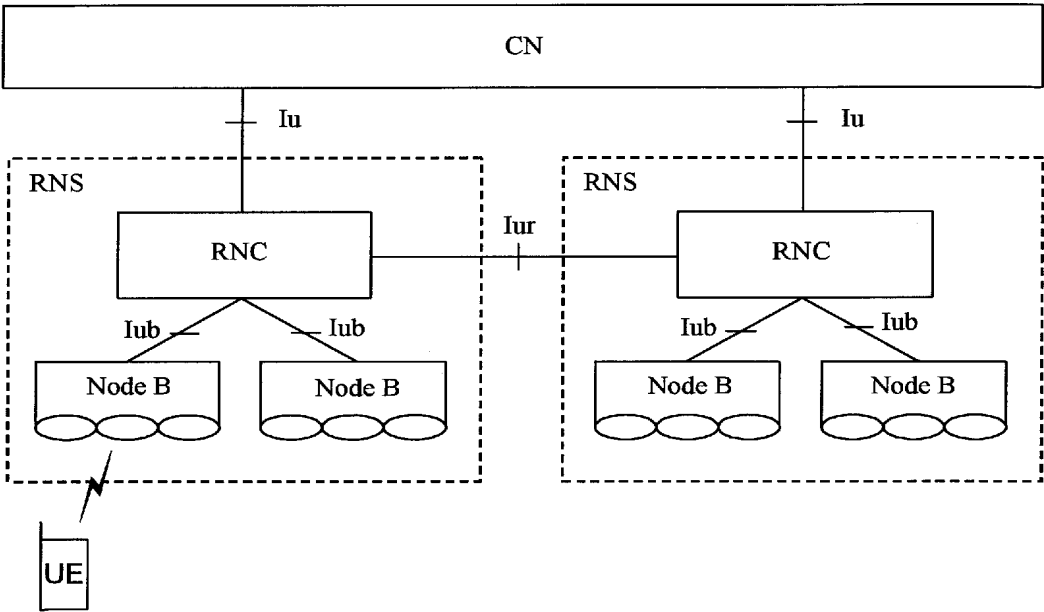 CN
Iu
Iu
RNS
RNS
Iur
RNC
RNC
Iub
Iub
Iub
Iub
Node B
Node B
Node B
Node B
UE